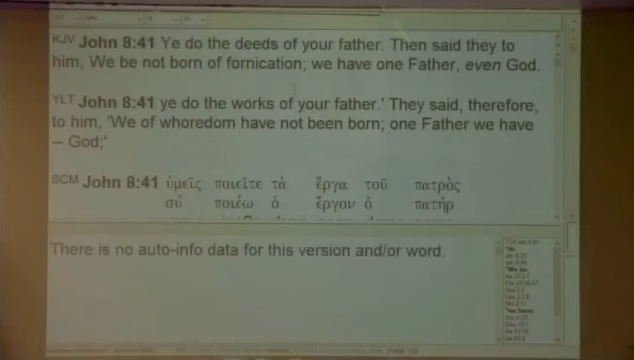 KJV John 8:41 Ye do the deeds of your father. Then said they to
him, We be not born of fornication; we have one Father, even God.
YLT John 8:41 ye do the works of your father.' They said, therefore,
to him, 'We of whoredom have not been born; one Father we have
-- God;'
SCM John 8:41 ὑμεῖς ποιεῖτε τὰ ἔργα τοῦ πατρὸς
σύ ποιέω ὁ ἔργον ὁ πατήρ
There is no auto-info data for this version and/or word.